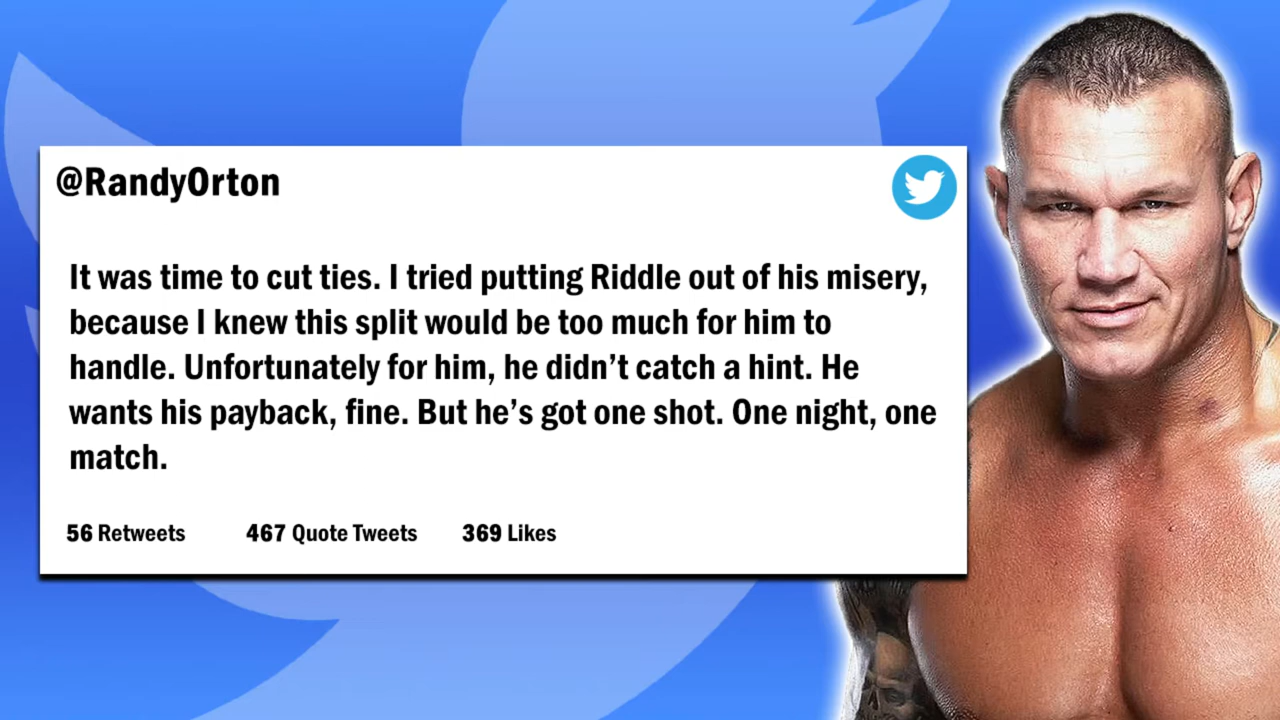 @RandyOrton
It was time to cut ties. I tried putting Riddle out of his misery,
because I knew this split would be too much for him to
handle. Unfortunately for him, he didn’t catch a hint. He
wants his payback, fine. But he’s got one shot. One night, one
match.
56 Retweets 467 Quote Tweets 369 Likes